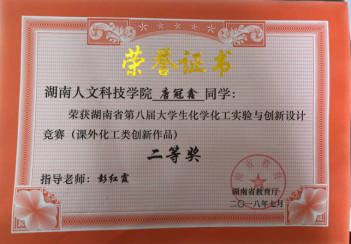 荣誉证书
湖南人文科技学院 唐冠鑫 同学:
荣获湖南省第八届大学生化学化工实验与创新设计
竞赛(课外化工类创新作品)
二等奖
指导老师: 彭红霞
湖南省教育厅
二〇一八年七月